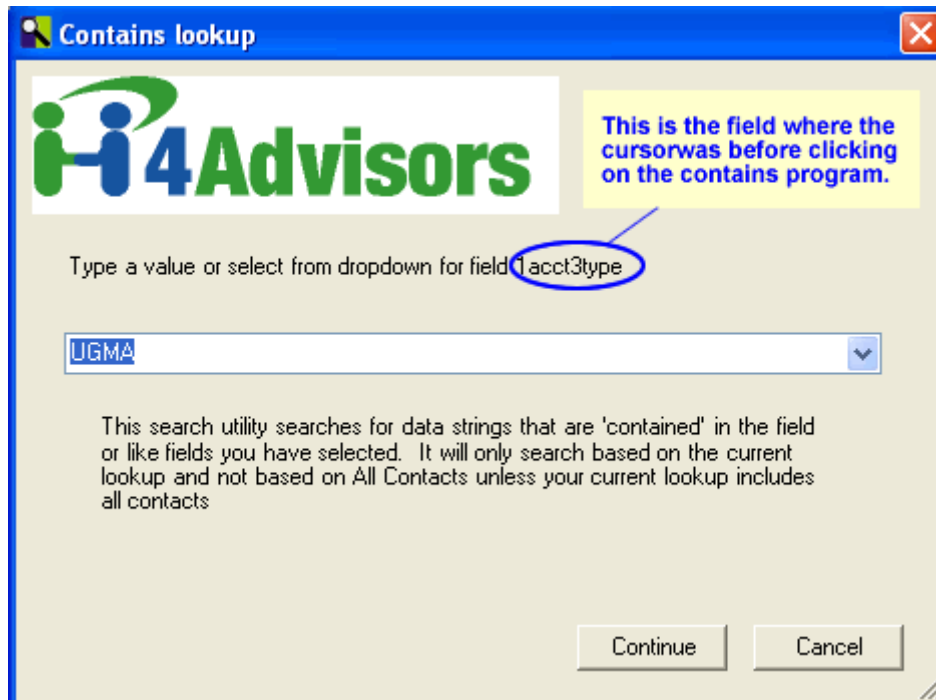 Contains lookup
4Advisors
This is the field where the
cursorwas before clicking
on the contains program.
Type a value or select from dropdown for field 1acct3type
UGMA
This search utility searches for data strings that are 'contained' in the field
or like fields you have selected.  It will only search based on the current
lookup and not based on All Contacts unless your current lookup includes
all contacts
Continue
Cancel